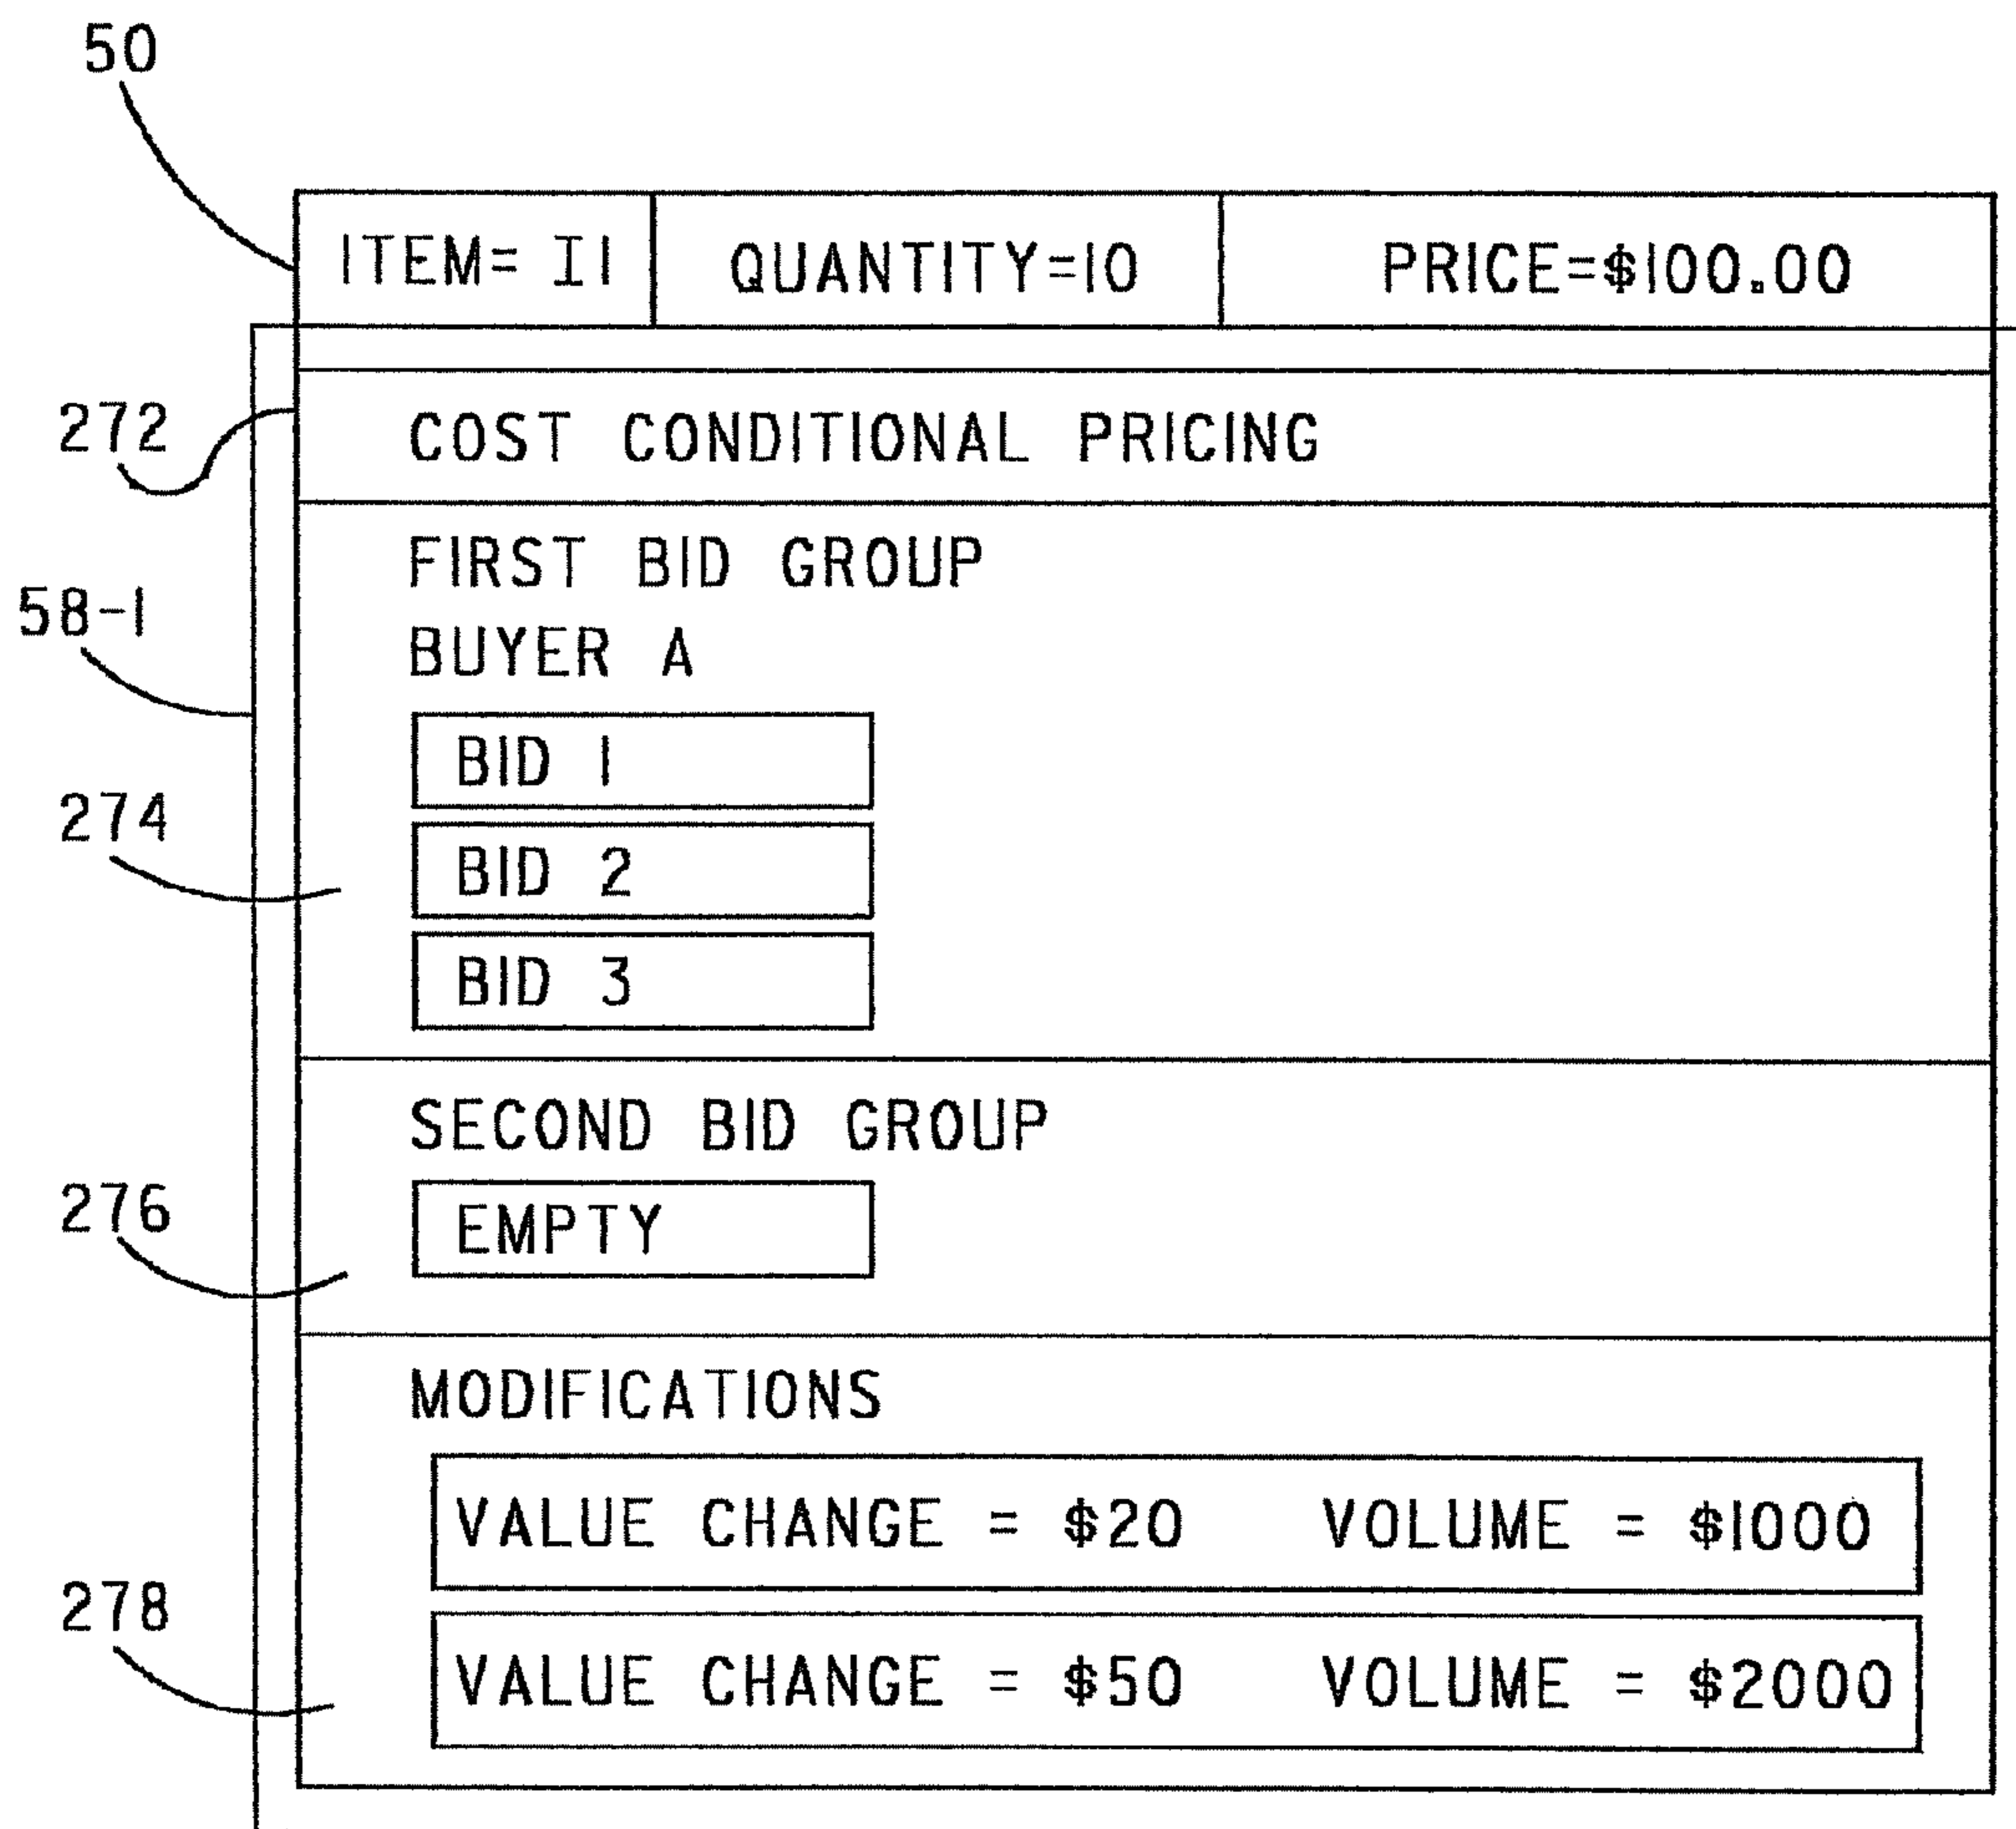 50
ITEM= I1 QUANTITY=10 PRICE=$100.00
272
COST CONDITIONAL PRICING
FIRST BID GROUP
58-1
BUYER A
BID 1
274
BID 2
BID 3
SECOND BID GROUP
276
EMPTY
MODIFICATIONS
VALUE CHANGE = $20 VOLUME = $1000
278
VALUE CHANGE = $50 VOLUME = $2000